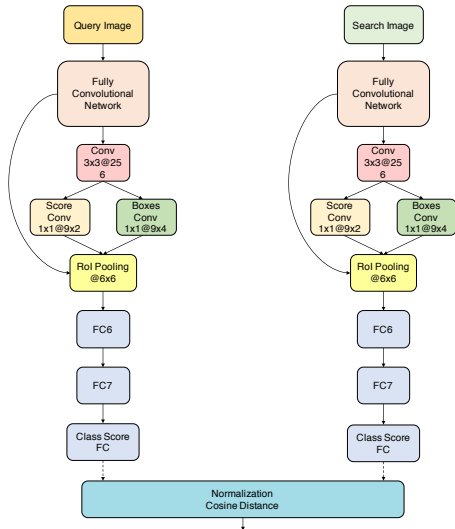 Query Image
Fully
Convolutional
Network
Conv
3x3@25
6
Score
Conv
1x1@9x2
Boxes
Conv
1x1@9x4
RoI Pooling
@6x6
FC6
FC7
Class Score
FC
Search Image
Fully
Convolutional
Network
Conv
3x3@25
6
Score
Conv
1x1@9x2
Boxes
Conv
1x1@9x4
RoI Pooling
@6x6
FC6
FC7
Class Score
FC
Normalization
Cosine Distance